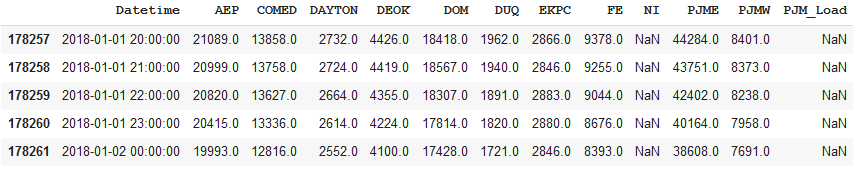 Datetime AEP COMED DAYTON DEOK DOM DUQ EKPC FE NI PJME PJMW PJM_Load
178257 2018-01-01 20:00:00 21089.0 13858.0 2732.0 4426.0 18418.0 1962.0 2866.0 9378.0 NaN 44284.0 8401.0 NaN
178258 2018-01-01 21:00:00 20999.0 13758.0 2724.0 4419.0 18567.0 1940.0 2846.0 9255.0 NaN 43751.0 8373.0 NaN
178259 2018-01-01 22:00:00 20820.0 13627.0 2664.0 4355.0 18307.0 1891.0 2883.0 9044.0 NaN 42402.0 8238.0 NaN
178260 2018-01-01 23:00:00 20415.0 13336.0 2614.0 4224.0 17814.0 1820.0 2880.0 8676.0 NaN 40164.0 7958.0 NaN
178261 2018-01-02 00:00:00 19993.0 12816.0 2552.0 4100.0 17428.0 1721.0 2846.0 8393.0 NaN 38608.0 7691.0 NaN